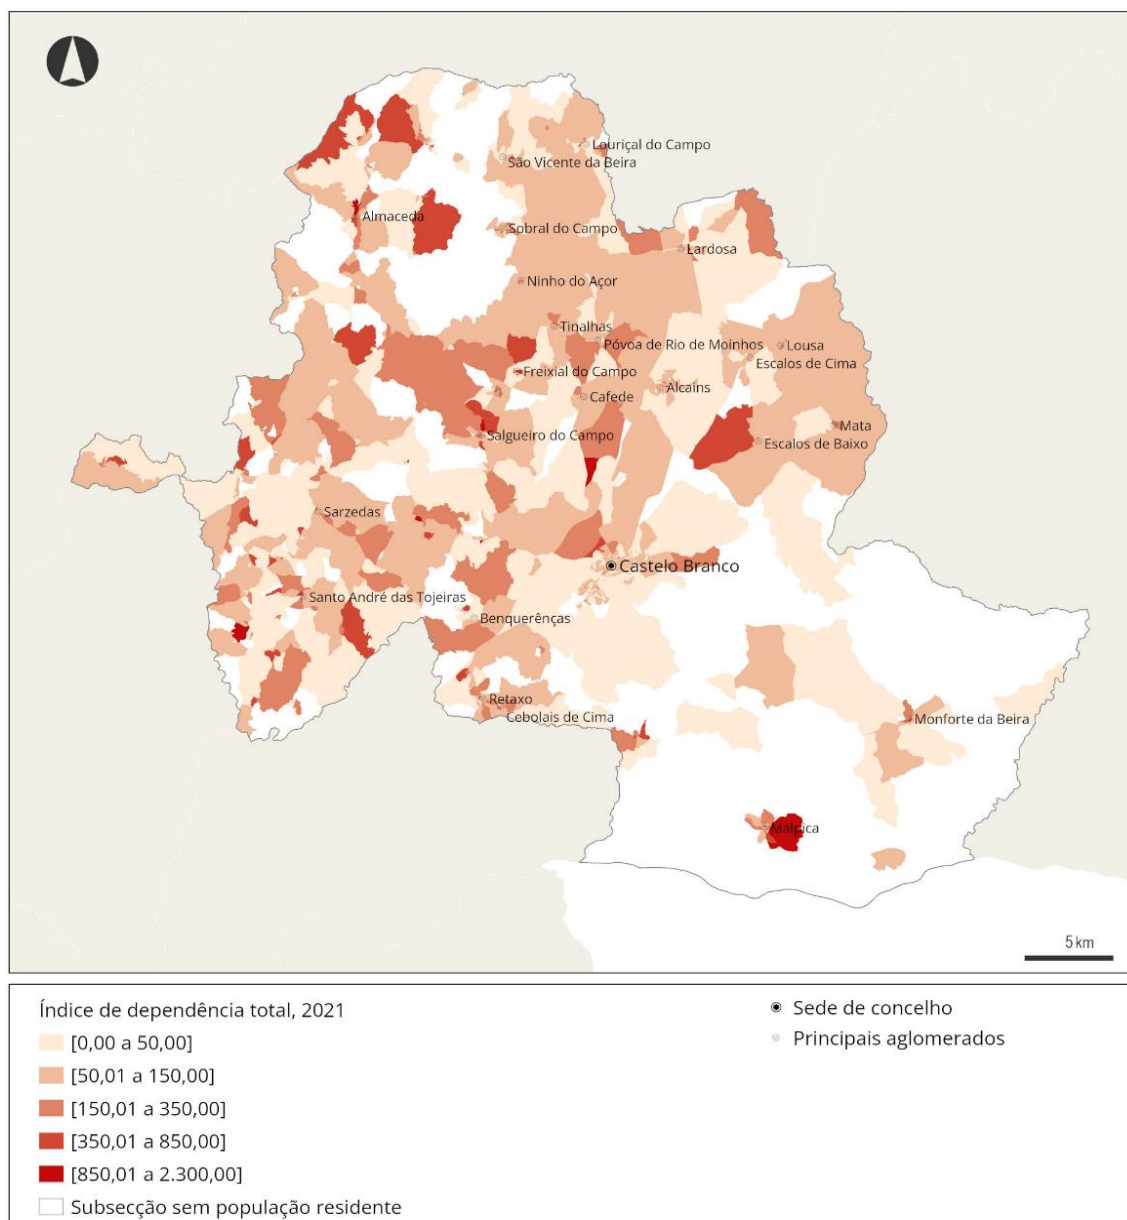 Louriçal do Campo
São Vicente da Beira
Almaceda
Sobral do Campo
Lardosa
Ninho do Açor
Tinalhas
Póvoa de Rio de Moinhos
Lousa
Escalos de Cima
Freixial do Campo
Alcains
Cafede
Mata
Salgueiro do Campo
Escalos de Baixo
Sarzedas
Castelo Branco
Santo André das Tojeiras
Benquerênças
Retaxo
Cebolais de Cima
Monforte da Beira
Malpica
5 km
Índice de dependência total, 2021
[0,00 a 50,00]
[50,01 a 150,00]
[150,01 a 350,00]
[350,01 a 850,00]
[850,01 a 2.300,00]
Subsecção sem população residente
Sede de concelho
Principais aglomerados